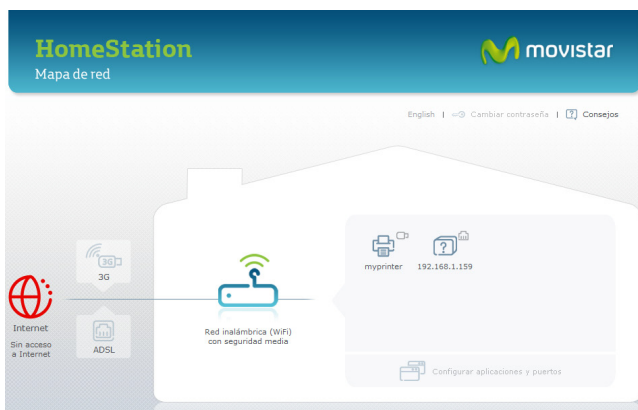 HomeStation
movistar
Mapa de red
English | Cambiar contraseña | Consejos
3G
3G
myprinter 192.168.1.159
Internet
Sin acceso
a Internet
ADSL
Red inalámbrica (WiFi)
con seguridad media
Configurar aplicaciones y puertos